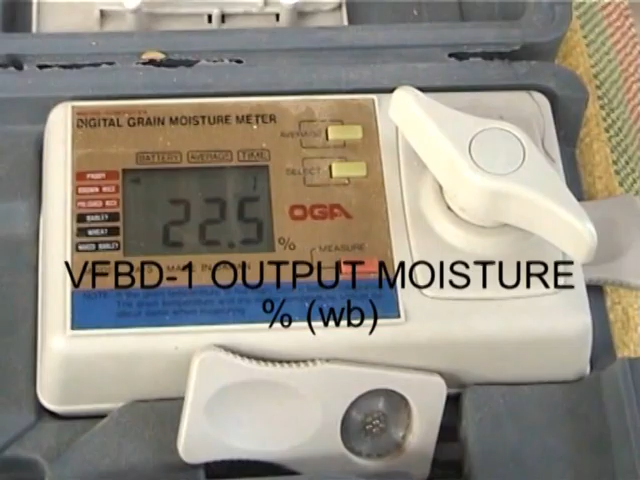 DIGITAL GRAIN MOISTURE METER
AVERAGE
BATTERY AVERAGE TIME
SELECT
PADDY
BROWN RICE
POLISHED RICE
BARLEY
WHEAT
NAKED BARLEY
1
22.5
%
OGA
MEASURE
VFBD-1 OUTPUT MOISTURE
% (wb)